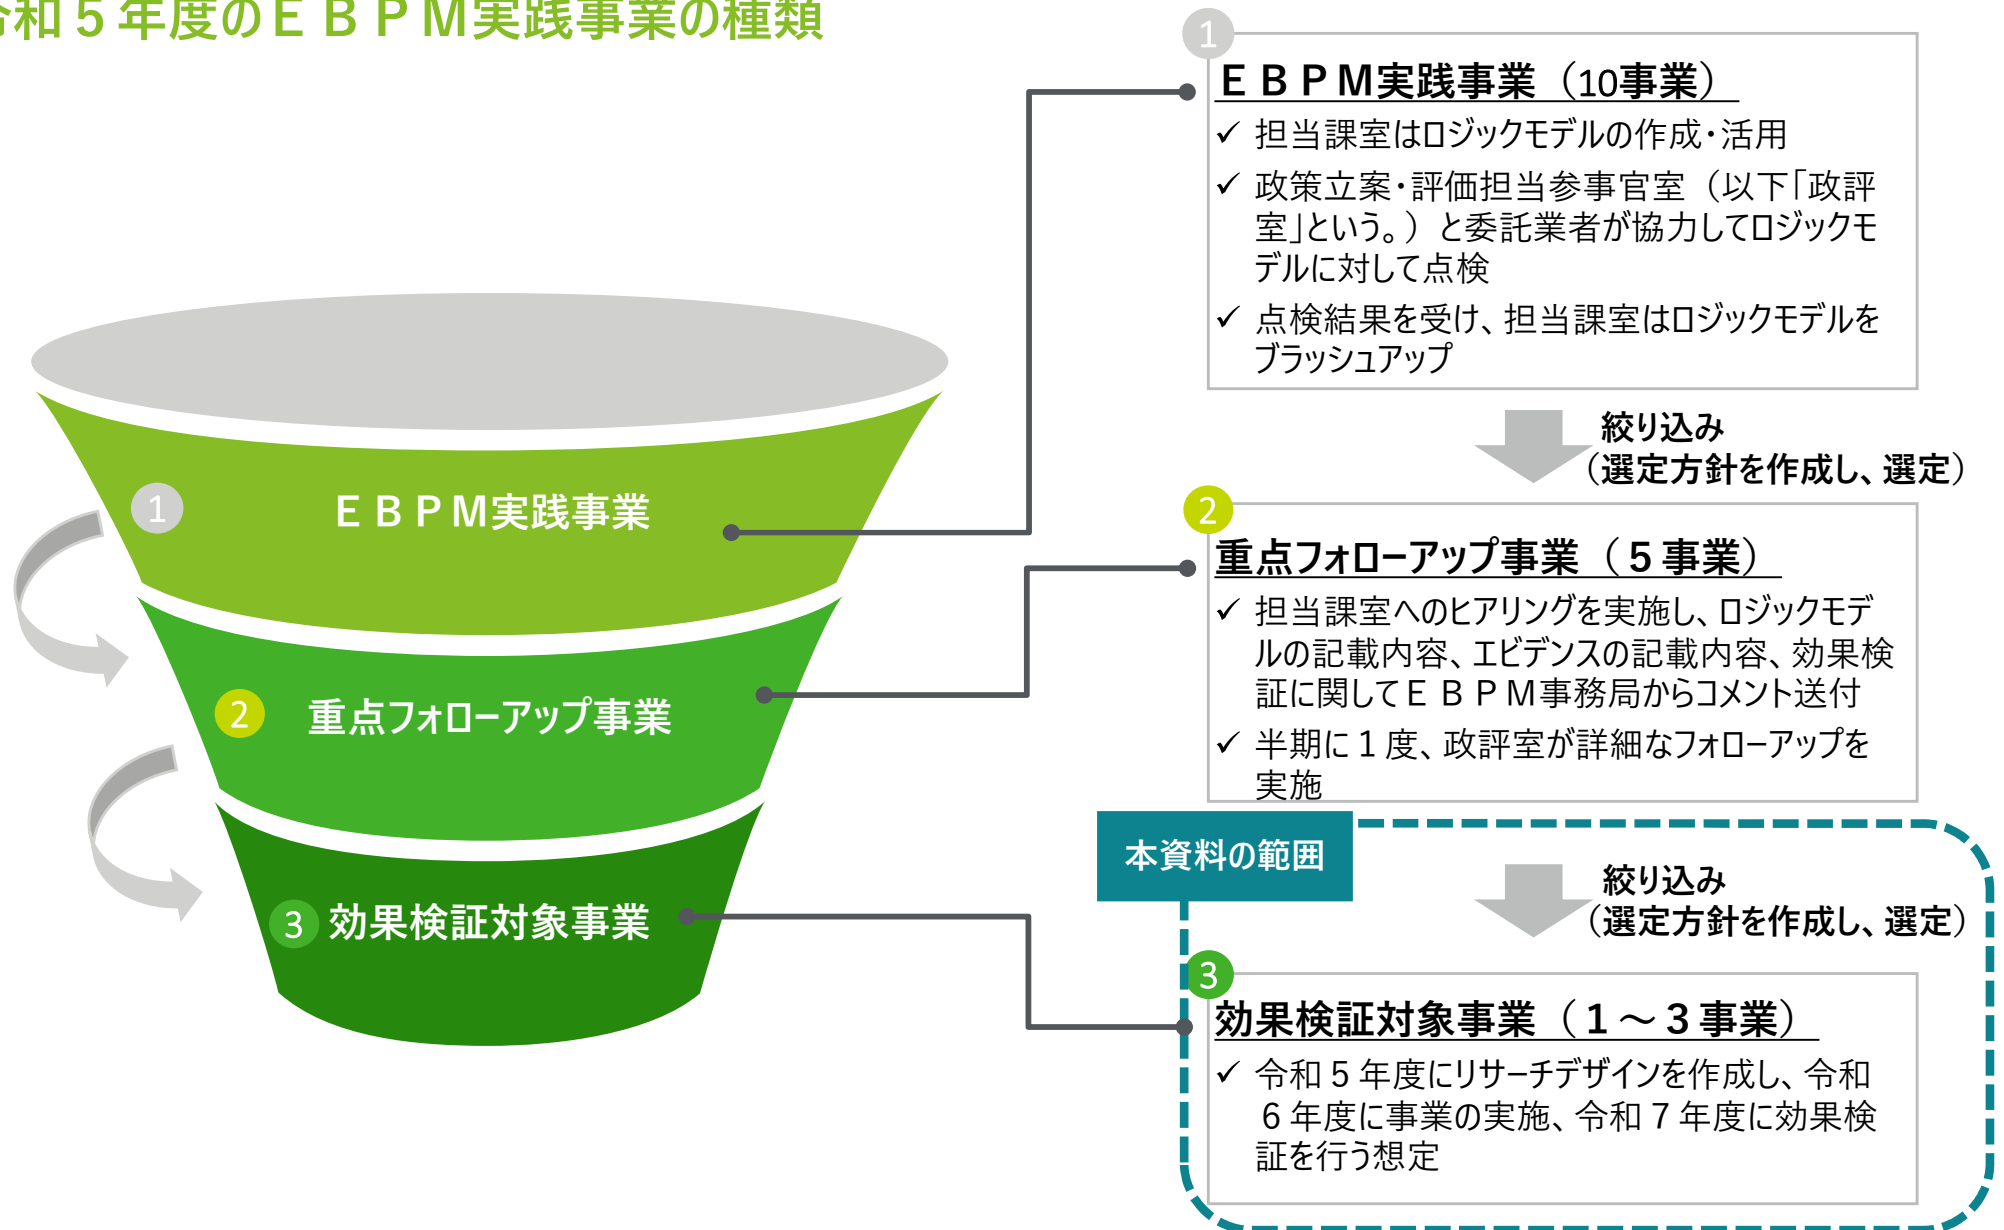 令和５年度のＥＢＰＭ実践事業の種類
1
ＥＢＰＭ実践事業
2
重点フォローアップ事業
3
効果検証対象事業
1
ＥＢＰＭ実践事業（10事業）
✓ 担当課室はロジックモデルの作成・活用
✓ 政策立案・評価担当参事官室（以下「政評
室」という。）と委託業者が協力してロジックモ
デルに対して点検
✓ 点検結果を受け、担当課室はロジックモデルを
ブラッシュアップ
絞り込み
（選定方針を作成し、選定）
2
重点フォローアップ事業（５事業）
✓ 担当課室へのヒアリングを実施し、ロジックモデ
ルの記載内容、エビデンスの記載内容、効果検
証に関してＥＢＰＭ事務局からコメント送付
✓ 半期に１度、政評室が詳細なフォローアップを
実施
本資料の範囲
絞り込み
（選定方針を作成し、選定）
3
効果検証対象事業（１～３事業）
✓ 令和５年度にリサーチデザインを作成し、令和
６年度に事業の実施、令和７年度に効果検
証を行う想定